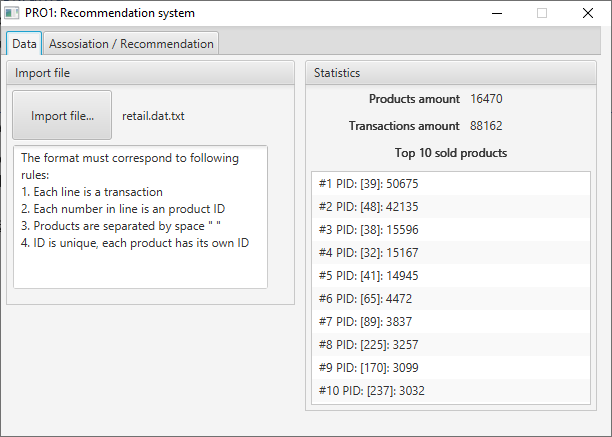 PRO1: Recommendation system
Data
Assosiation / Recommendation
Import file
Import file...
retail.dat.txt
The format must correspond to following
rules:
1. Each line is a transaction
2. Each number in line is an product ID
3. Products are separated by space " "
4. ID is unique, each product has its own ID
Statistics
Products amount 16470
Transactions amount 88162
Top 10 sold products
#1 PID: [39]: 50675
#2 PID: [48]: 42135
#3 PID: [38]: 15596
#4 PID: [32]: 15167
#5 PID: [41]: 14945
#6 PID: [65]: 4472
#7 PID: [89]: 3837
#8 PID: [225]: 3257
#9 PID: [170]: 3099
#10 PID: [237]: 3032